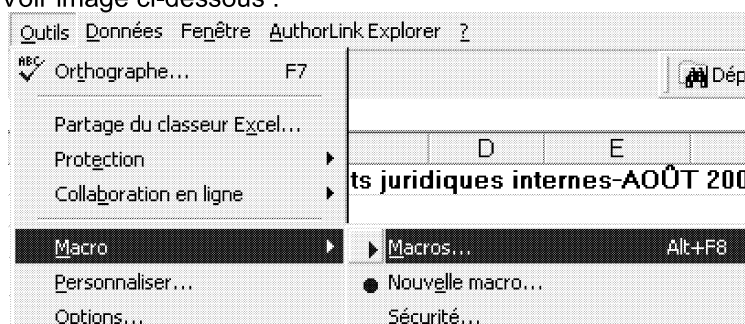 voir image ci-dessous :
Outils Données Fenêtre AuthorLink Explorer ?
ABC Orthographe... F7
Dép
Partage du classeur Excel...
D E
Protection
ts juridiques internes-AOÛT 200
Collaboration en ligne
Macro
Macros... Alt+F8
Personnaliser...
Nouvelle macro...
Options...
Sécurité...